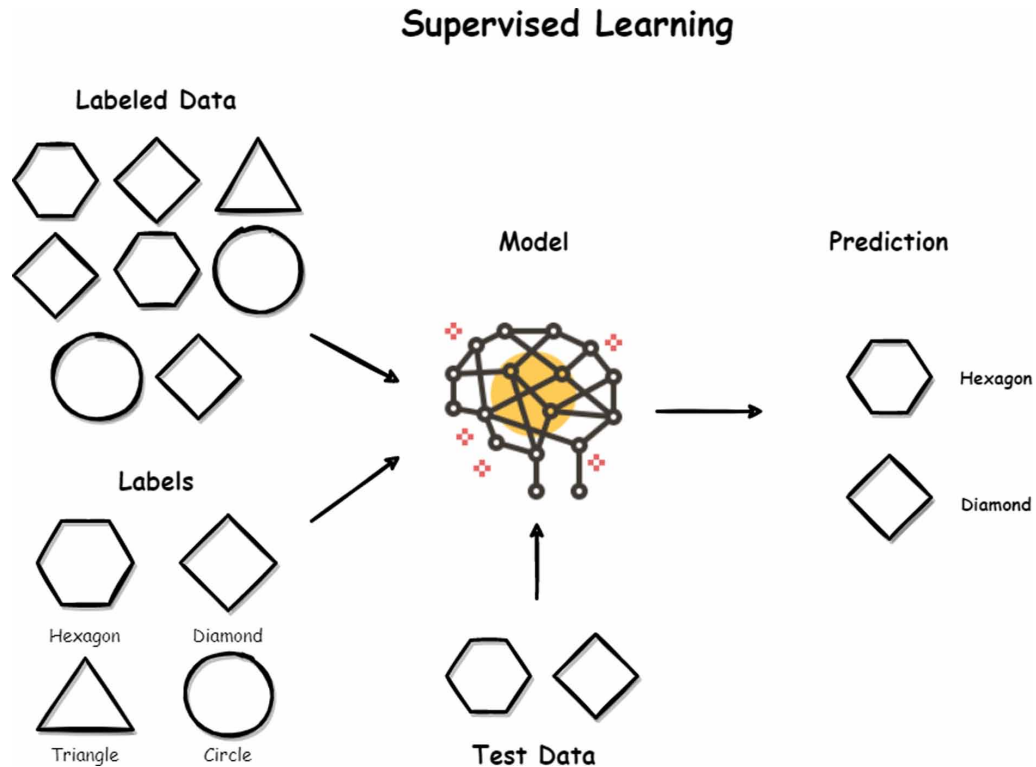 Supervised Learning
Labeled Data
Model
Prediction
Hexagon
Diamond
Labels
Hexagon Diamond
Triangle Circle
Test Data